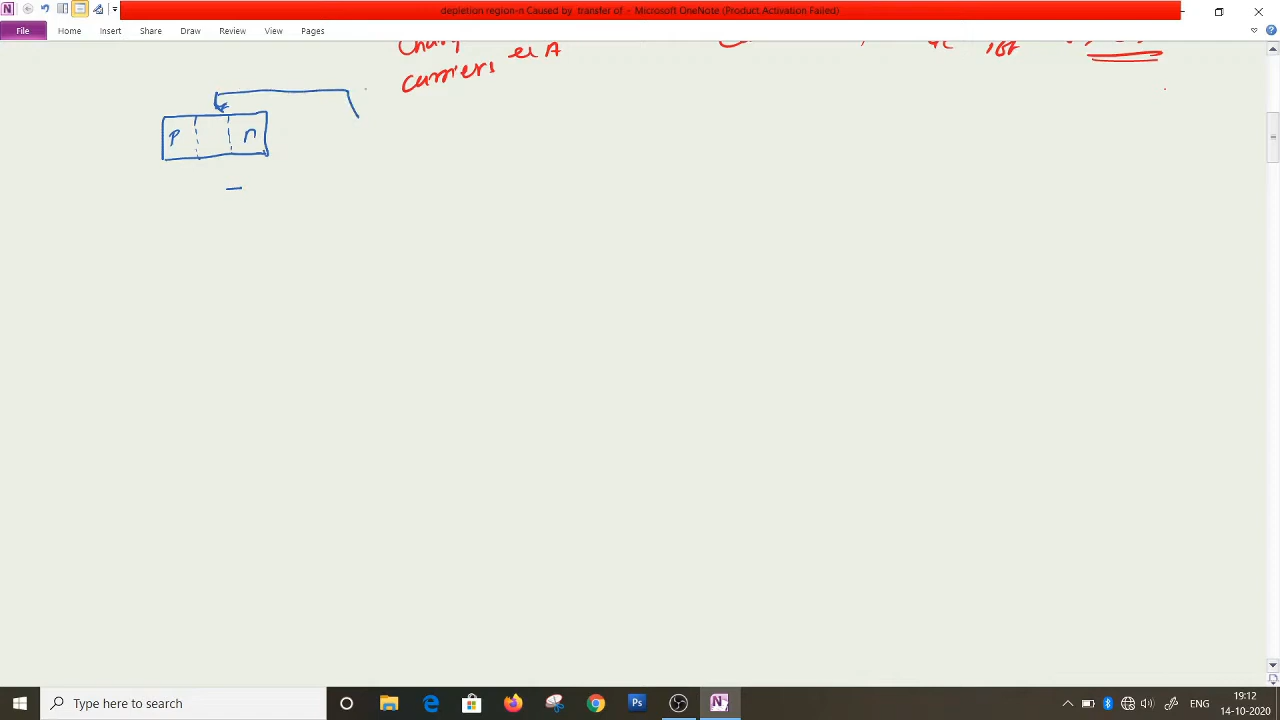 depletion region-n Caused by transfer of - Microsoft OneNote (Product Activation Failed)
File Home Insert Share Draw Review View Pages
carriers
p n
Type here to search
Ps
N
ENG
19:12
14-10-2020